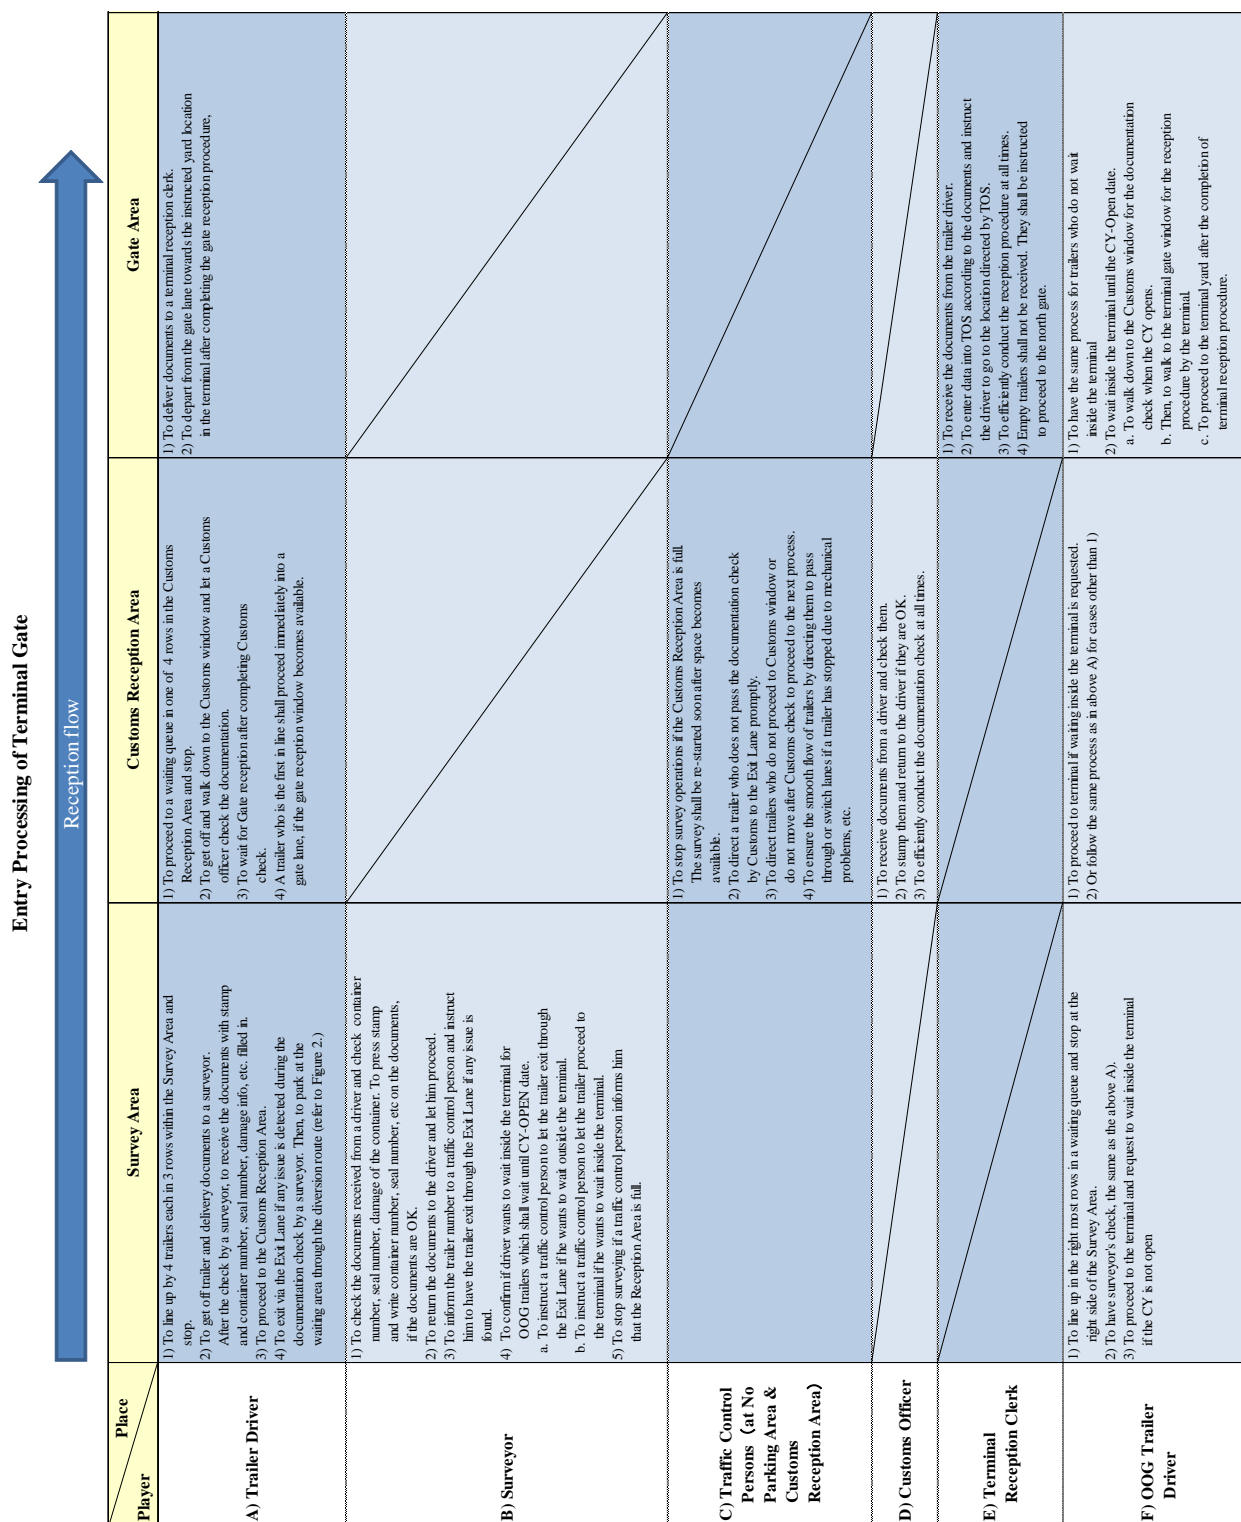 Entry Processing of Terminal Gate
Reception flow
Place
Player
Survey Area
Customs Reception Area
Gate Area
A) Trailer Driver
1) To line up by 4 trailers each in 3 rows within the Survey Area and
stop.
2) To get off trailer and delivery documents to a surveyor.
After the check by a surveyor, to receive the documents with stamp
and container number, seal number, damage info, etc. filled in.
3) To proceed to the Customs Reception Area.
4) To exit via the Exit Lane if any issue is detected during the
documentation check by a surveyor. Then, to park at the
waiting area through the diversion route (refer to Figure 2.)
1) To proceed to a waiting queue in one of 4 rows in the Customs
Reception Area and stop.
2) To get off and walk down to the Customs window and let a Customs
officer check the documentation.
3) To wait for Gate reception after completing Customs
check.
4) A trailer who is the first in line shall proceed immediately into a
gate lane, if the gate reception window becomes available.
1) To deliver documents to a terminal reception clerk.
2) To depart from the gate lane towards the instructed yard location
in the terminal after completing the gate reception procedure,
B) Surveyor
1) To check the documents received from a driver and check container
number, seal number, damage of the container. To press stamp
and write container number, seal number, etc on the documents,
if the documents are OK.
2) To return the documents to the driver and let him proceed.
3) To inform the trailer number to a traffic control person and instruct
him to have the trailer exit through the Exit Lane if any issue is
found.
4) To confirm if driver wants to wait inside the terminal for
OOG trailers which shall wait until CY-OPEN date.
a. To instruct a traffic control person to let the trailer exit through
the Exit Lane if he wants to wait outside the terminal.
b. To instruct a traffic control person to let the trailer proceed to
the terminal if he wants to wait inside the terminal.
5) To stop surveying if a traffic control person informs him
that the Reception Area is full.
C) Traffic Control
Persons (at No
Parking Area &
Customs
Reception Area)
1) To stop survey operations if the Customs Reception Area is full.
The survey shall be re-started soon after space becomes
available.
2) To direct a trailer who does not pass the documentation check
by Customs to the Exit Lane promptly.
3) To direct trailers who do not proceed to Customs window or
do not move after Customs check to proceed to the next process.
4) To ensure the smooth flow of trailers by directing them to pass
through or switch lanes if a trailer has stopped due to mechanical
problems, etc.
D) Customs Officer
1) To receive documents from a driver and check them.
2) To stamp them and return to the driver if they are OK.
3) To efficiently conduct the documentation check at all times.
E) Terminal
Reception Clerk
1) To receive the documents from the trailer driver.
2) To enter data into TOS according to the documents and instruct
the driver to go to the location directed by TOS.
3) To efficiently conduct the reception procedure at all times.
4) Empty trailers shall not be received. They shall be instructed
to proceed to the north gate.
F) OOG Trailer
Driver
1) To line up in the right most rows in a waiting queue and stop at the
right side of the Survey Area.
2) To have surveyor's check, the same as the above A).
3) To proceed to the terminal and request to wait inside the terminal
if the CY is not open
1) To proceed to terminal if waiting inside the terminal is requested.
2) Or follow the same process as in above A) for cases other than 1)
1) To have the same process for trailers who do not wait
inside the terminal
2) To wait inside the terminal until the CY-Open date.
a. To walk down to the Customs window for the documentation
check when the CY opens.
b. Then, to walk to the terminal gate window for the reception
procedure by the terminal.
c. To proceed to the terminal yard after the completion of
terminal reception procedure.